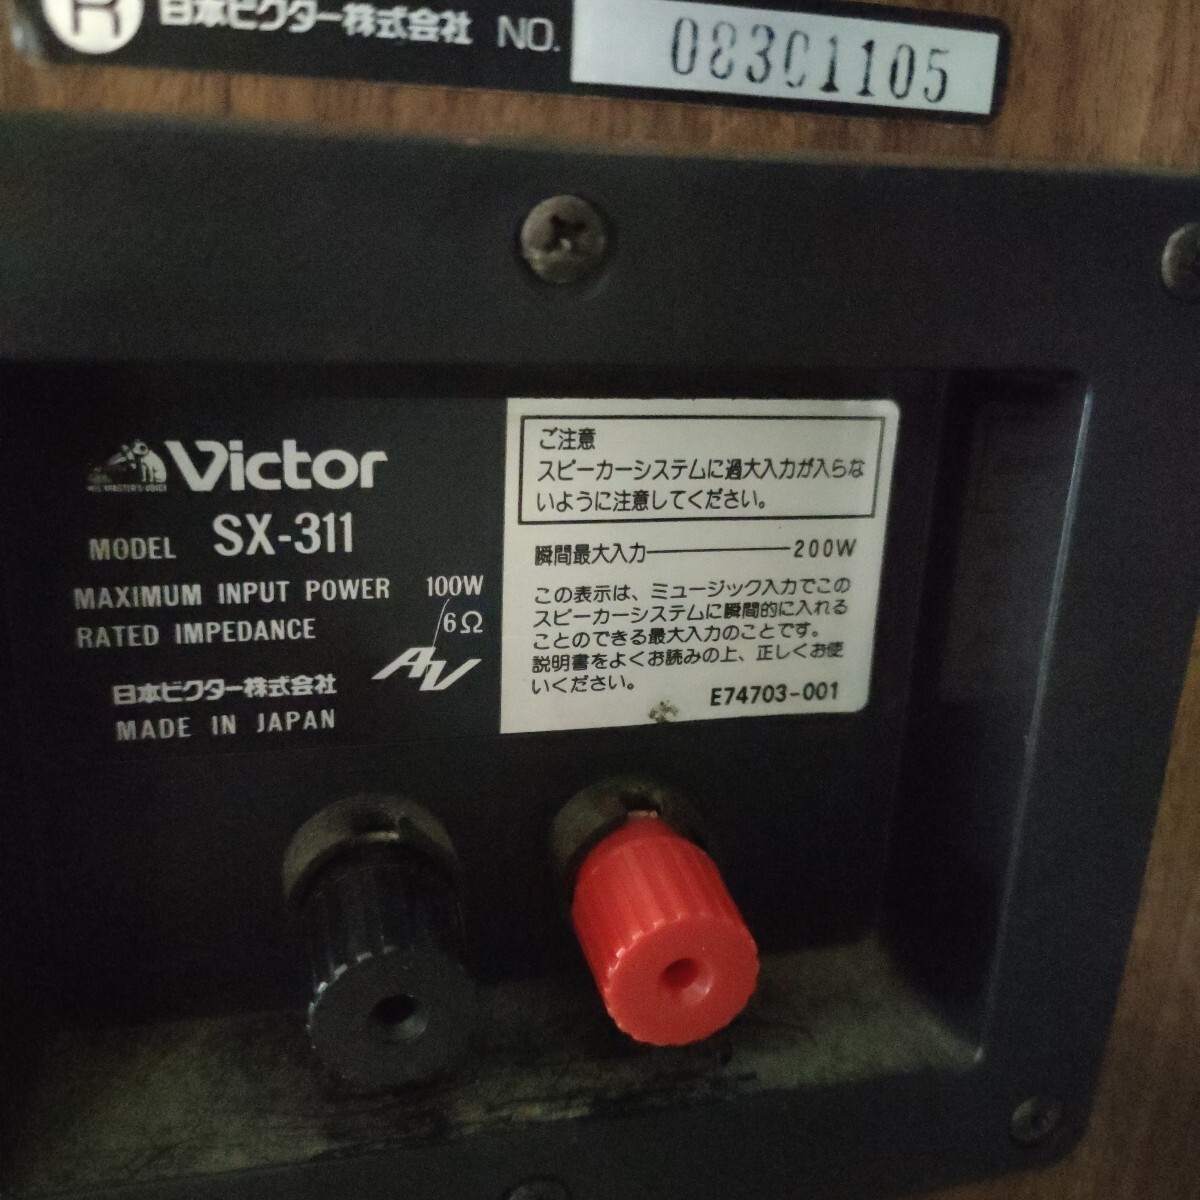 R
日本ビクター株式会社 NO. 08301105
HIS MASTER'S VOICE
Victor
MODEL SX-311
MAXIMUM INPUT POWER 100W
RATED IMPEDANCE 6Ω
AV
日本ビクター株式会社
MADE IN JAPAN
ご注意
スピーカーシステムに過大入力が入らな
いように注意してください。
瞬間最大入力────200W
この表示は、ミュージック入力でこの
スピーカーシステムに瞬間的に入れる
ことのできる最大入力のことです。
説明書をよくお読みの上、正しくお使
いください。
E74703-001